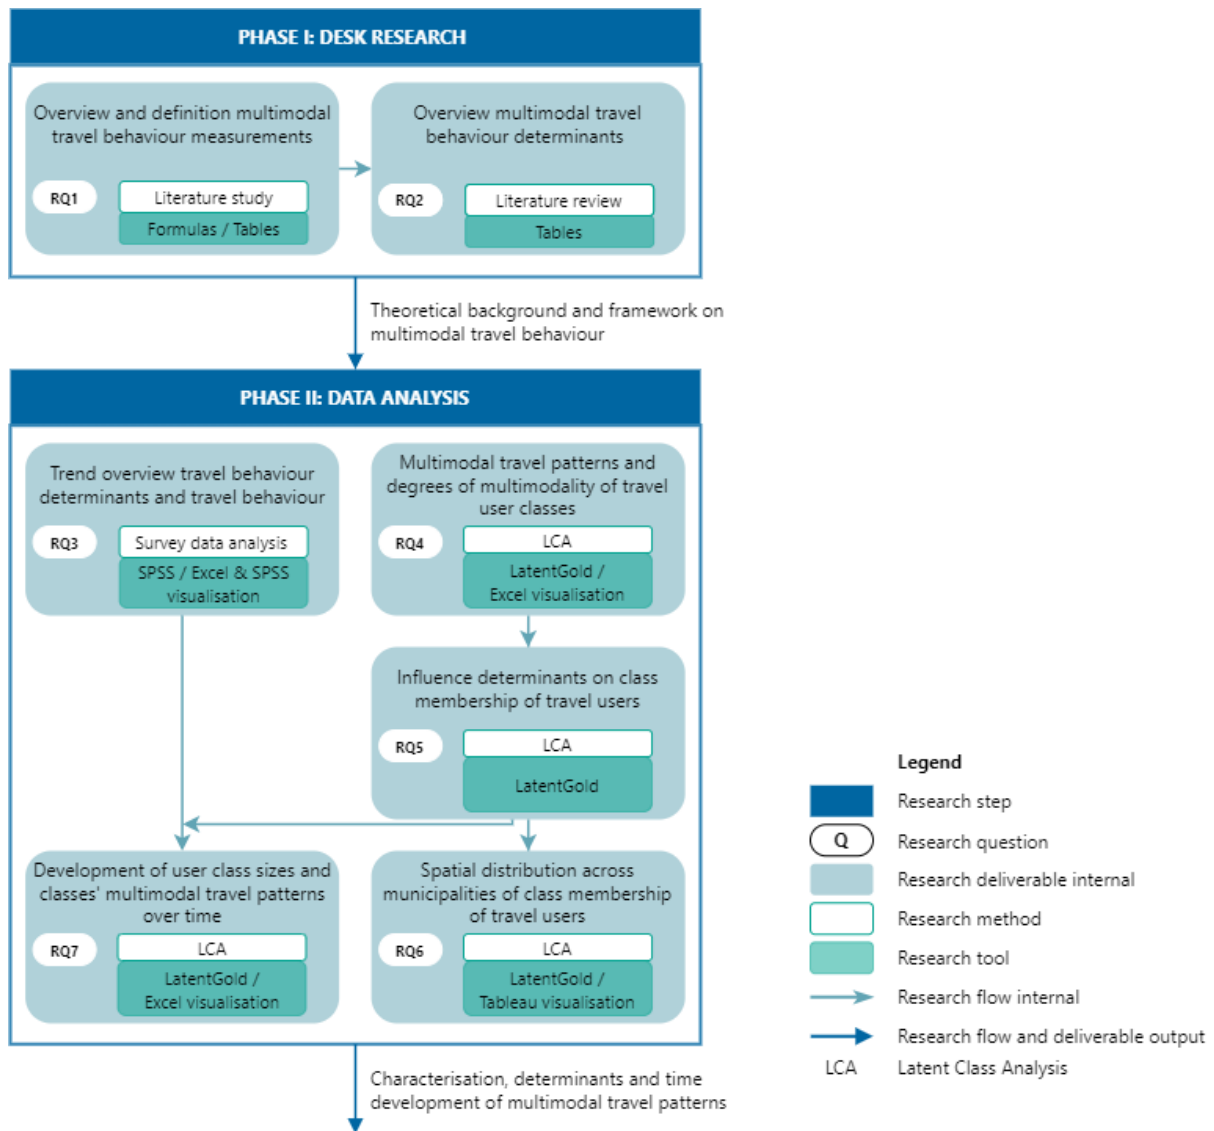 PHASE I: DESK RESEARCH
Overview and definition multimodal
travel behaviour measurements
RQ1
Literature study
Formulas / Tables
Overview multimodal travel
behaviour determinants
RQ2
Literature review
Tables
Theoretical background and framework on
multimodal travel behaviour
PHASE II: DATA ANALYSIS
Trend overview travel behaviour
determinants and travel behaviour
RQ3
Survey data analysis
SPSS / Excel & SPSS
visualisation
Multimodal travel patterns and
degrees of multimodality of travel
user classes
RQ4
LCA
LatentGold /
Excel visualisation
Influence determinants on class
membership of travel users
RQ5
LCA
LatentGold
Development of user class sizes and
classes' multimodal travel patterns
over time
RQ7
LCA
LatentGold /
Excel visualisation
Spatial distribution across
municipalities of class membership
of travel users
RQ6
LCA
LatentGold /
Tableau visualisation
Characterisation, determinants and time
development of multimodal travel patterns
Legend
Research step
Q Research question
Research deliverable internal
Research method
Research tool
Research flow internal
Research flow and deliverable output
LCA Latent Class Analysis